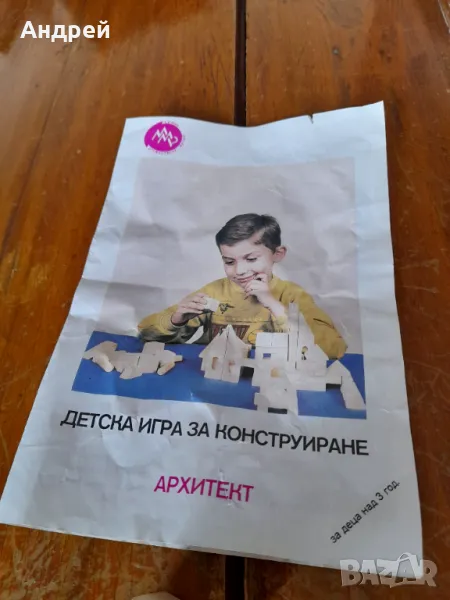 Андрей
ДЕТСКА ИГРА ЗА КОНСТРУИРАНЕ
АРХИТЕКТ
за деца над 3 год.
BAZAR